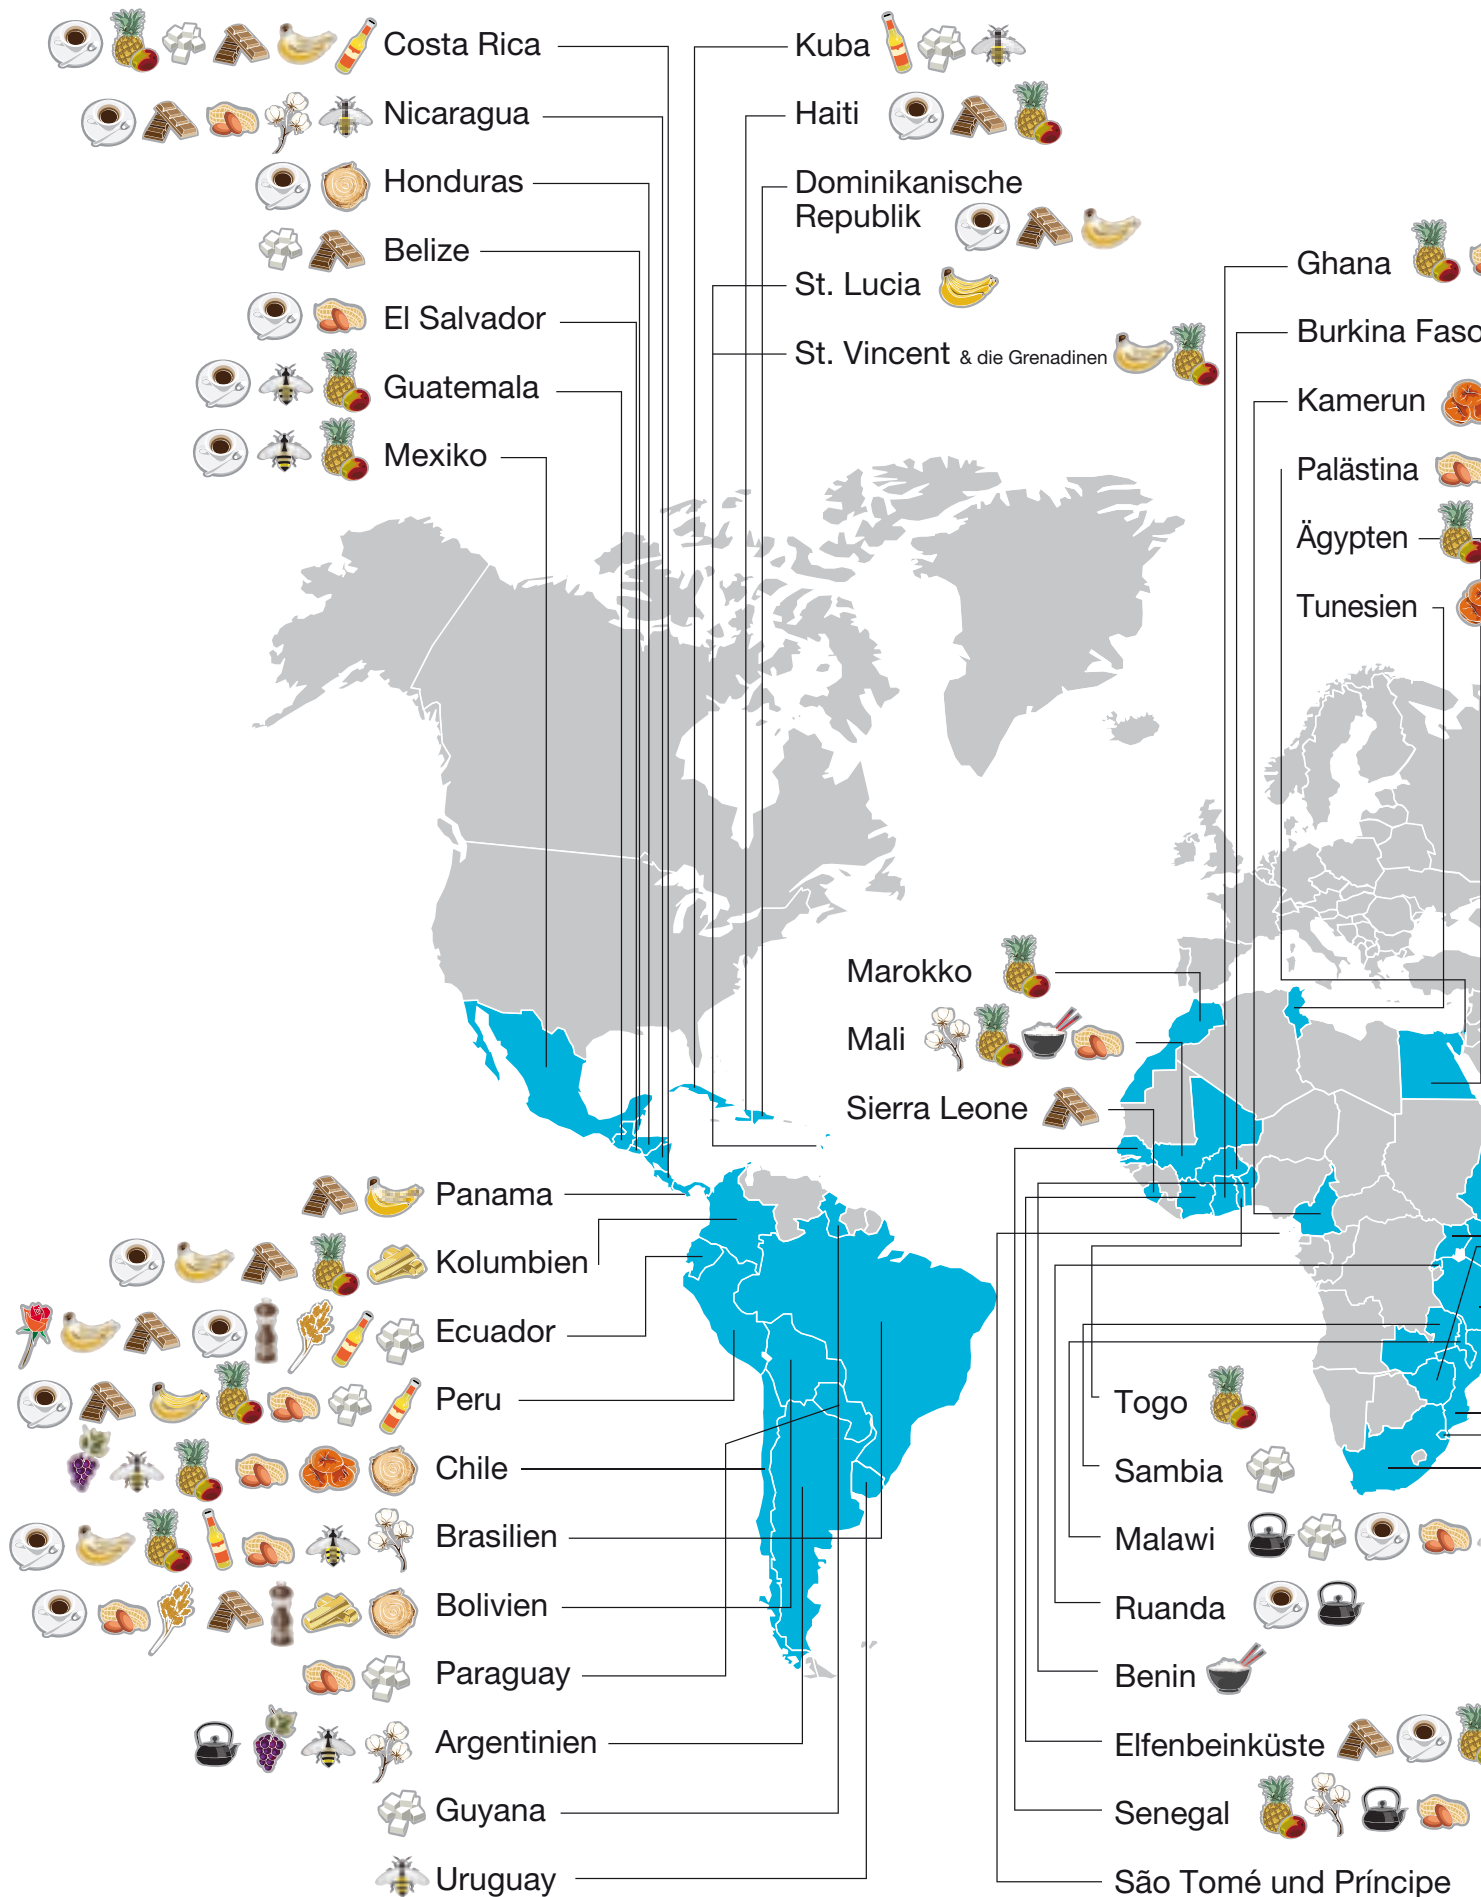 Costa Rica
Nicaragua
Honduras
Belize
El Salvador
Guatemala
Mexiko
Kuba
Haiti
Dominikanische
Republik
St. Lucia
St. Vincent & die Grenadinen
Ghana
Burkina Faso
Kamerun
Palästina
Ägypten
Tunesien
Marokko
Mali
Sierra Leone
Panama
Kolumbien
Ecuador
Peru
Chile
Brasilien
Bolivien
Paraguay
Argentinien
Guyana
Uruguay
Togo
Sambia
Malawi
Ruanda
Benin
Elfenbeinküste
Senegal
São Tomé und Príncipe